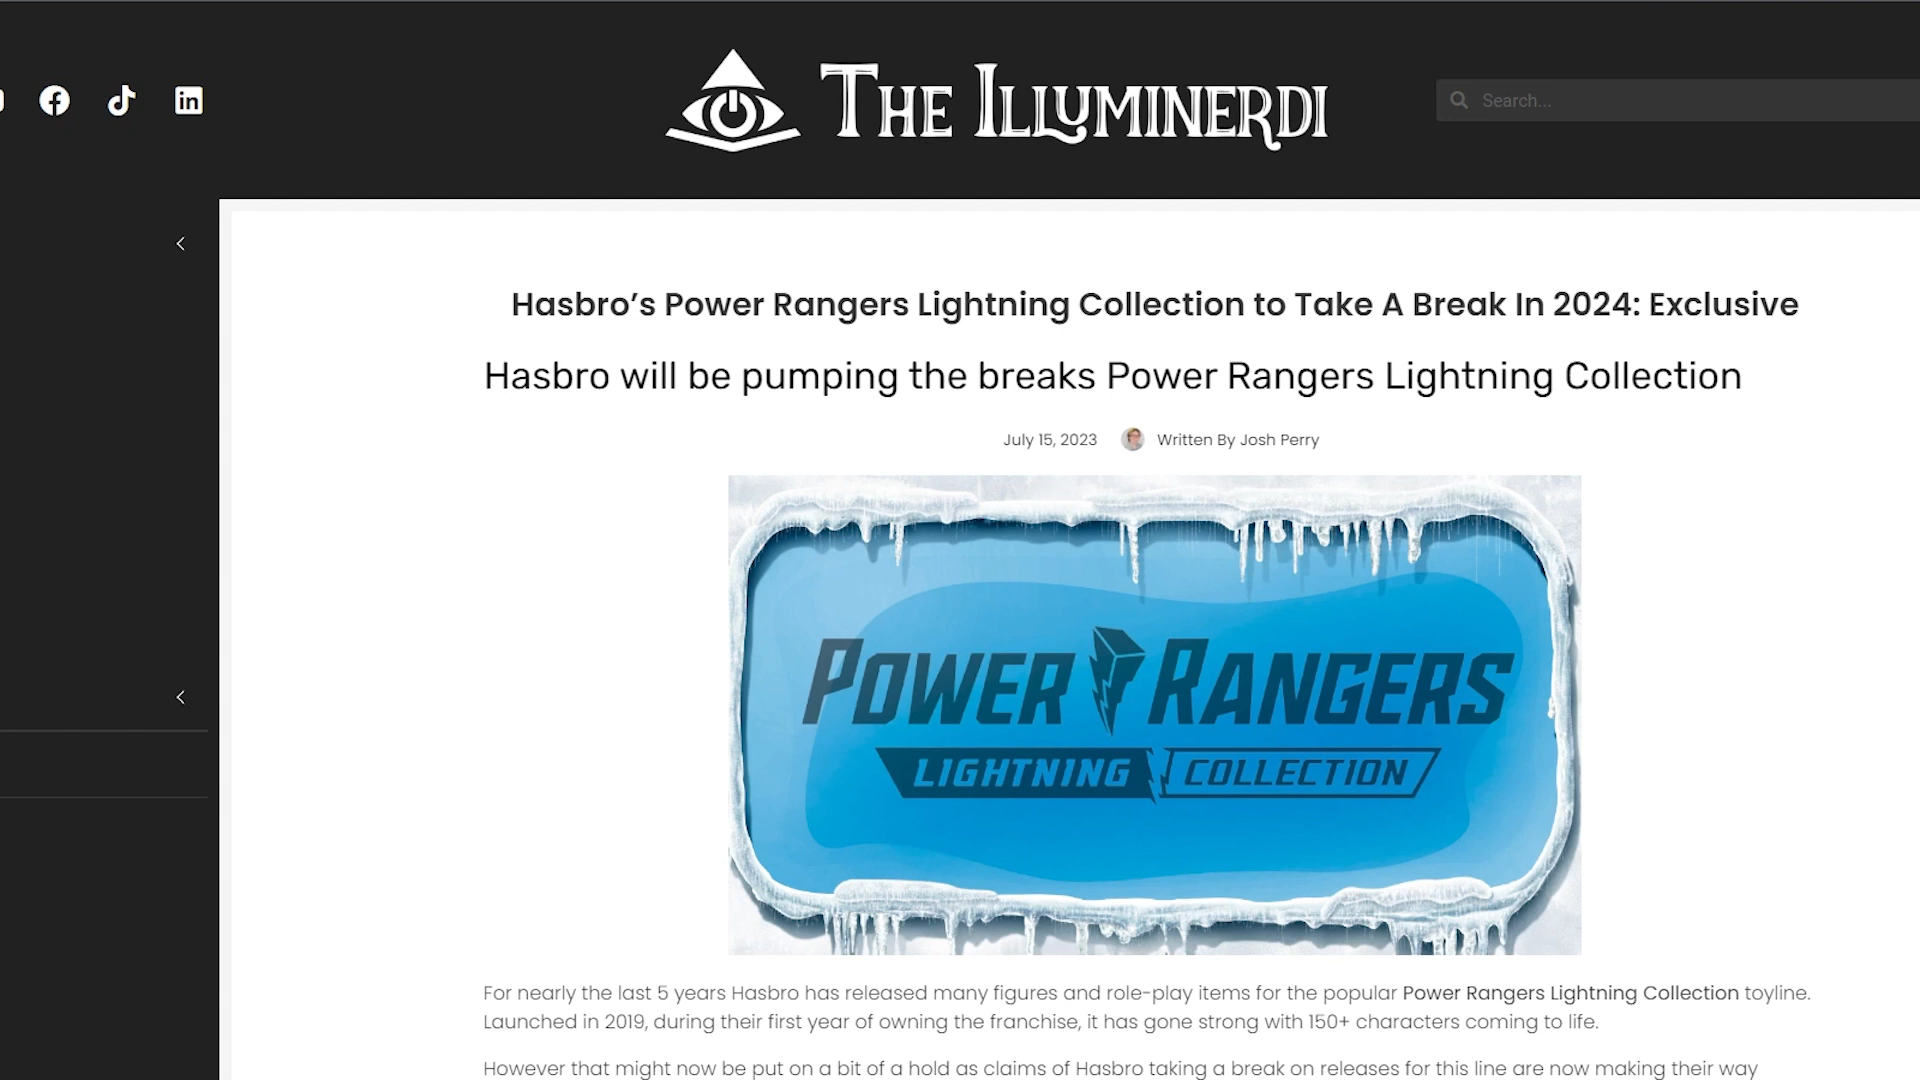 The Illuminerdi
Search...
Hasbro's Power Rangers Lightning Collection to Take A Break In 2024: Exclusive
Hasbro will be pumping the breaks Power Rangers Lightning Collection
July 15, 2023 Written By Josh Perry
POWER RANGERS
LIGHTNING COLLECTION
For nearly the last 5 years Hasbro has released many figures and role-play items for the popular Power Rangers Lightning Collection toyline.
Launched in 2019, during their first year of owning the franchise, it has gone strong with 150+ characters coming to life.
However that might now be put on a bit of a hold as claims of Hasbro taking a break on releases for this line are now making their way